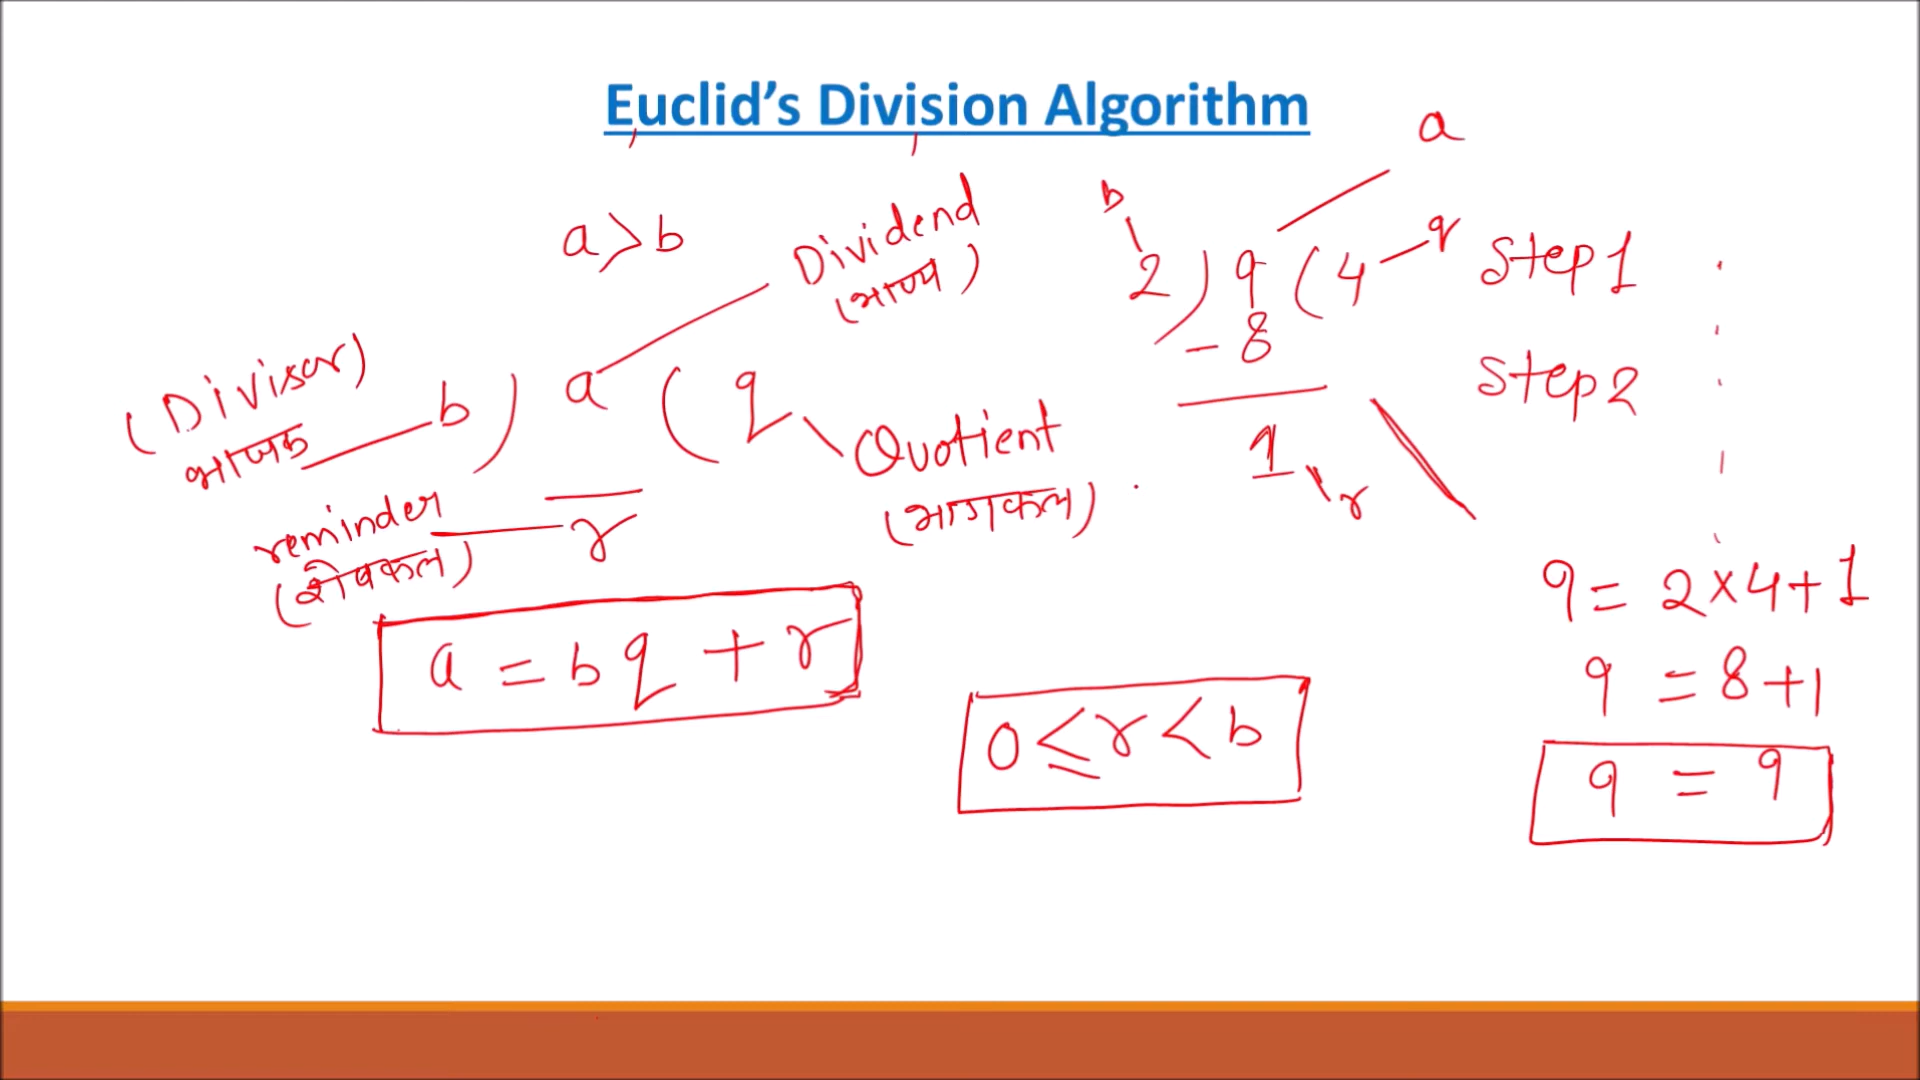 Euclid's Division Algorithm
a
a > b
Dividend
(भाज्य)
b
2 ) 9 ( 4 — q
- 8
1
r
Step 1
Step 2
(Divisor)
भाजक
b ) a ( q
Quotient
(भागफल)
reminder
(शेषफल)
r
a = bq + r
0 ≤ r < b
9 = 2×4+1
9 = 8+1
9 = 9